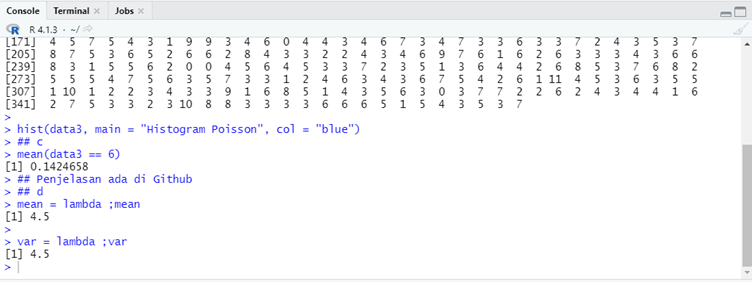 Console Terminal Jobs
R 4.1.3 · ~/
[171] 4 5 7 5 4 3 1 9 9 3 4 6 0 4 4 3 4 6 7 3 4 7 3 3 6 3 3 7 2 4 3 5 3 7
[205] 8 7 5 3 6 5 2 6 6 2 8 4 3 3 2 2 4 3 4 6 9 7 6 1 6 2 6 3 3 3 4 3 6 6
[239] 8 3 1 5 5 6 2 0 0 4 5 6 4 5 3 3 7 2 3 5 1 3 6 4 4 2 6 8 5 3 7 6 8 2
[273] 5 5 5 4 7 5 6 3 5 7 3 3 1 2 4 6 3 4 3 6 7 5 4 2 6 1 11 4 5 3 6 3 5 5
[307] 1 10 1 2 2 3 4 3 3 9 1 6 8 5 1 4 3 5 6 3 0 3 7 7 2 2 6 2 4 3 4 4 1 6
[341] 2 7 5 3 3 2 3 10 8 8 3 3 3 3 6 6 6 5 1 5 4 3 5 3 7
>
> hist(data3, main = "Histogram Poisson", col = "blue")
> ## c
> mean(data3 == 6)
[1] 0.1424658
> ## Penjelasan ada di Github
> ## d
> mean = lambda ;mean
[1] 4.5
>
> var = lambda ;var
[1] 4.5
>